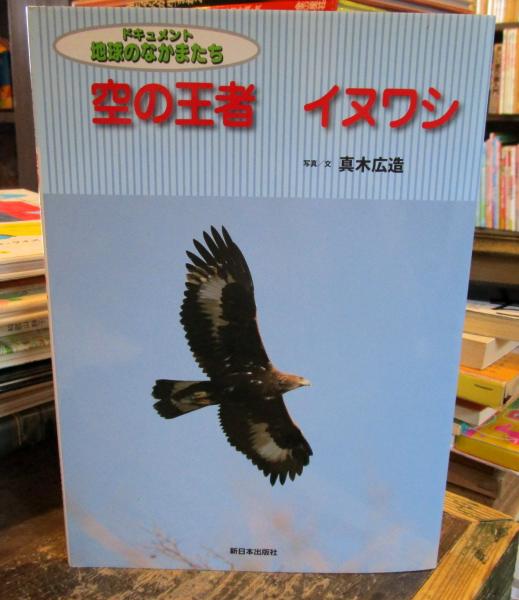 ドキュメント
地球のなかまたち
空の王者 イヌワシ
写真/文 真木広造
新日本出版社